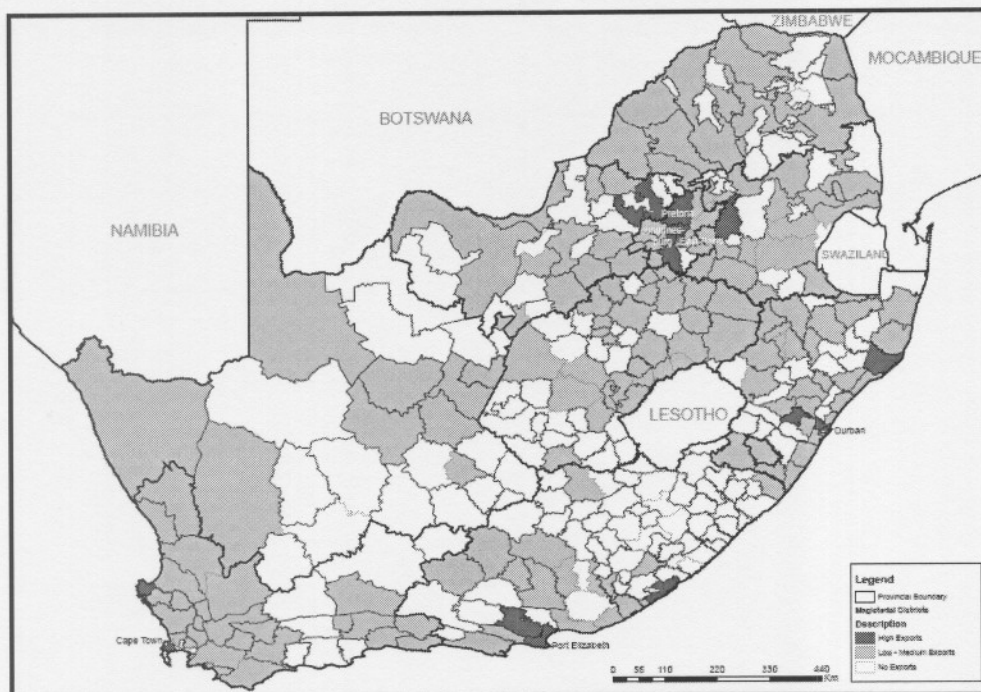 ZIMBABWE
MOCAMBIQUE
BOTSWANA
NAMIBIA
Pretoria
SWAZILAND
LESOTHO
Durban
Cape Town
Port Elizabeth
Legend
Provincial Boundary
Magisterial Districts
Description
High Exports
Low - Medium Exports
No Exports
0 55 110 220 330 440
Km